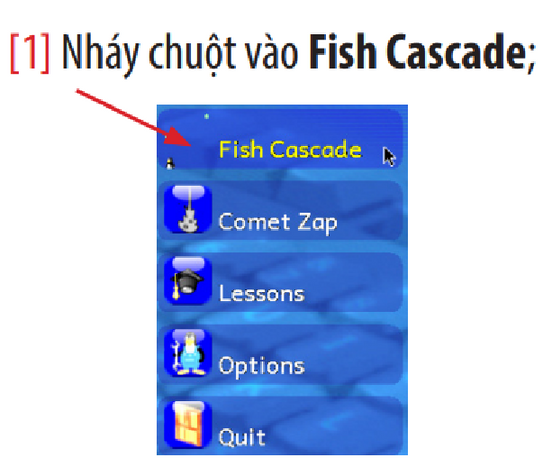 [1] Nháy chuột vào Fish Cascade;
Fish Cascade
Comet Zap
Lessons
Options
Quit